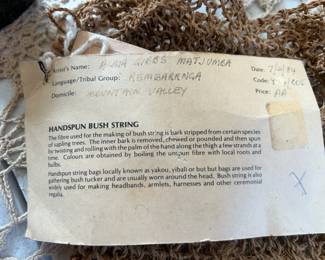 Artist's Name: ALMA GIBBS MATJUMBA
Language/Tribal Group: REMBARRNGA
Domicile: MOUNTAIN VALLEY
Date: 7/2/84
Code:
Price: AA
HANDSPUN BUSH STRING
The fibre used for the making of bush string is bark stripped from certain species
of sapling trees. The inner bark is removed, chewed or pounded and then spun
by twisting and rolling with the palm of the hand along the thigh a few strands at a
time. Colours are obtained by boiling the unspun fibre with local roots and
bulbs.
Handspun string bags locally known as yakou, yibali or but but bags are used for
gathering bush tucker and are usually worn around the head. Bush string is also
widely used for making headbands, armlets, harnesses and other ceremonial
regalia.
X